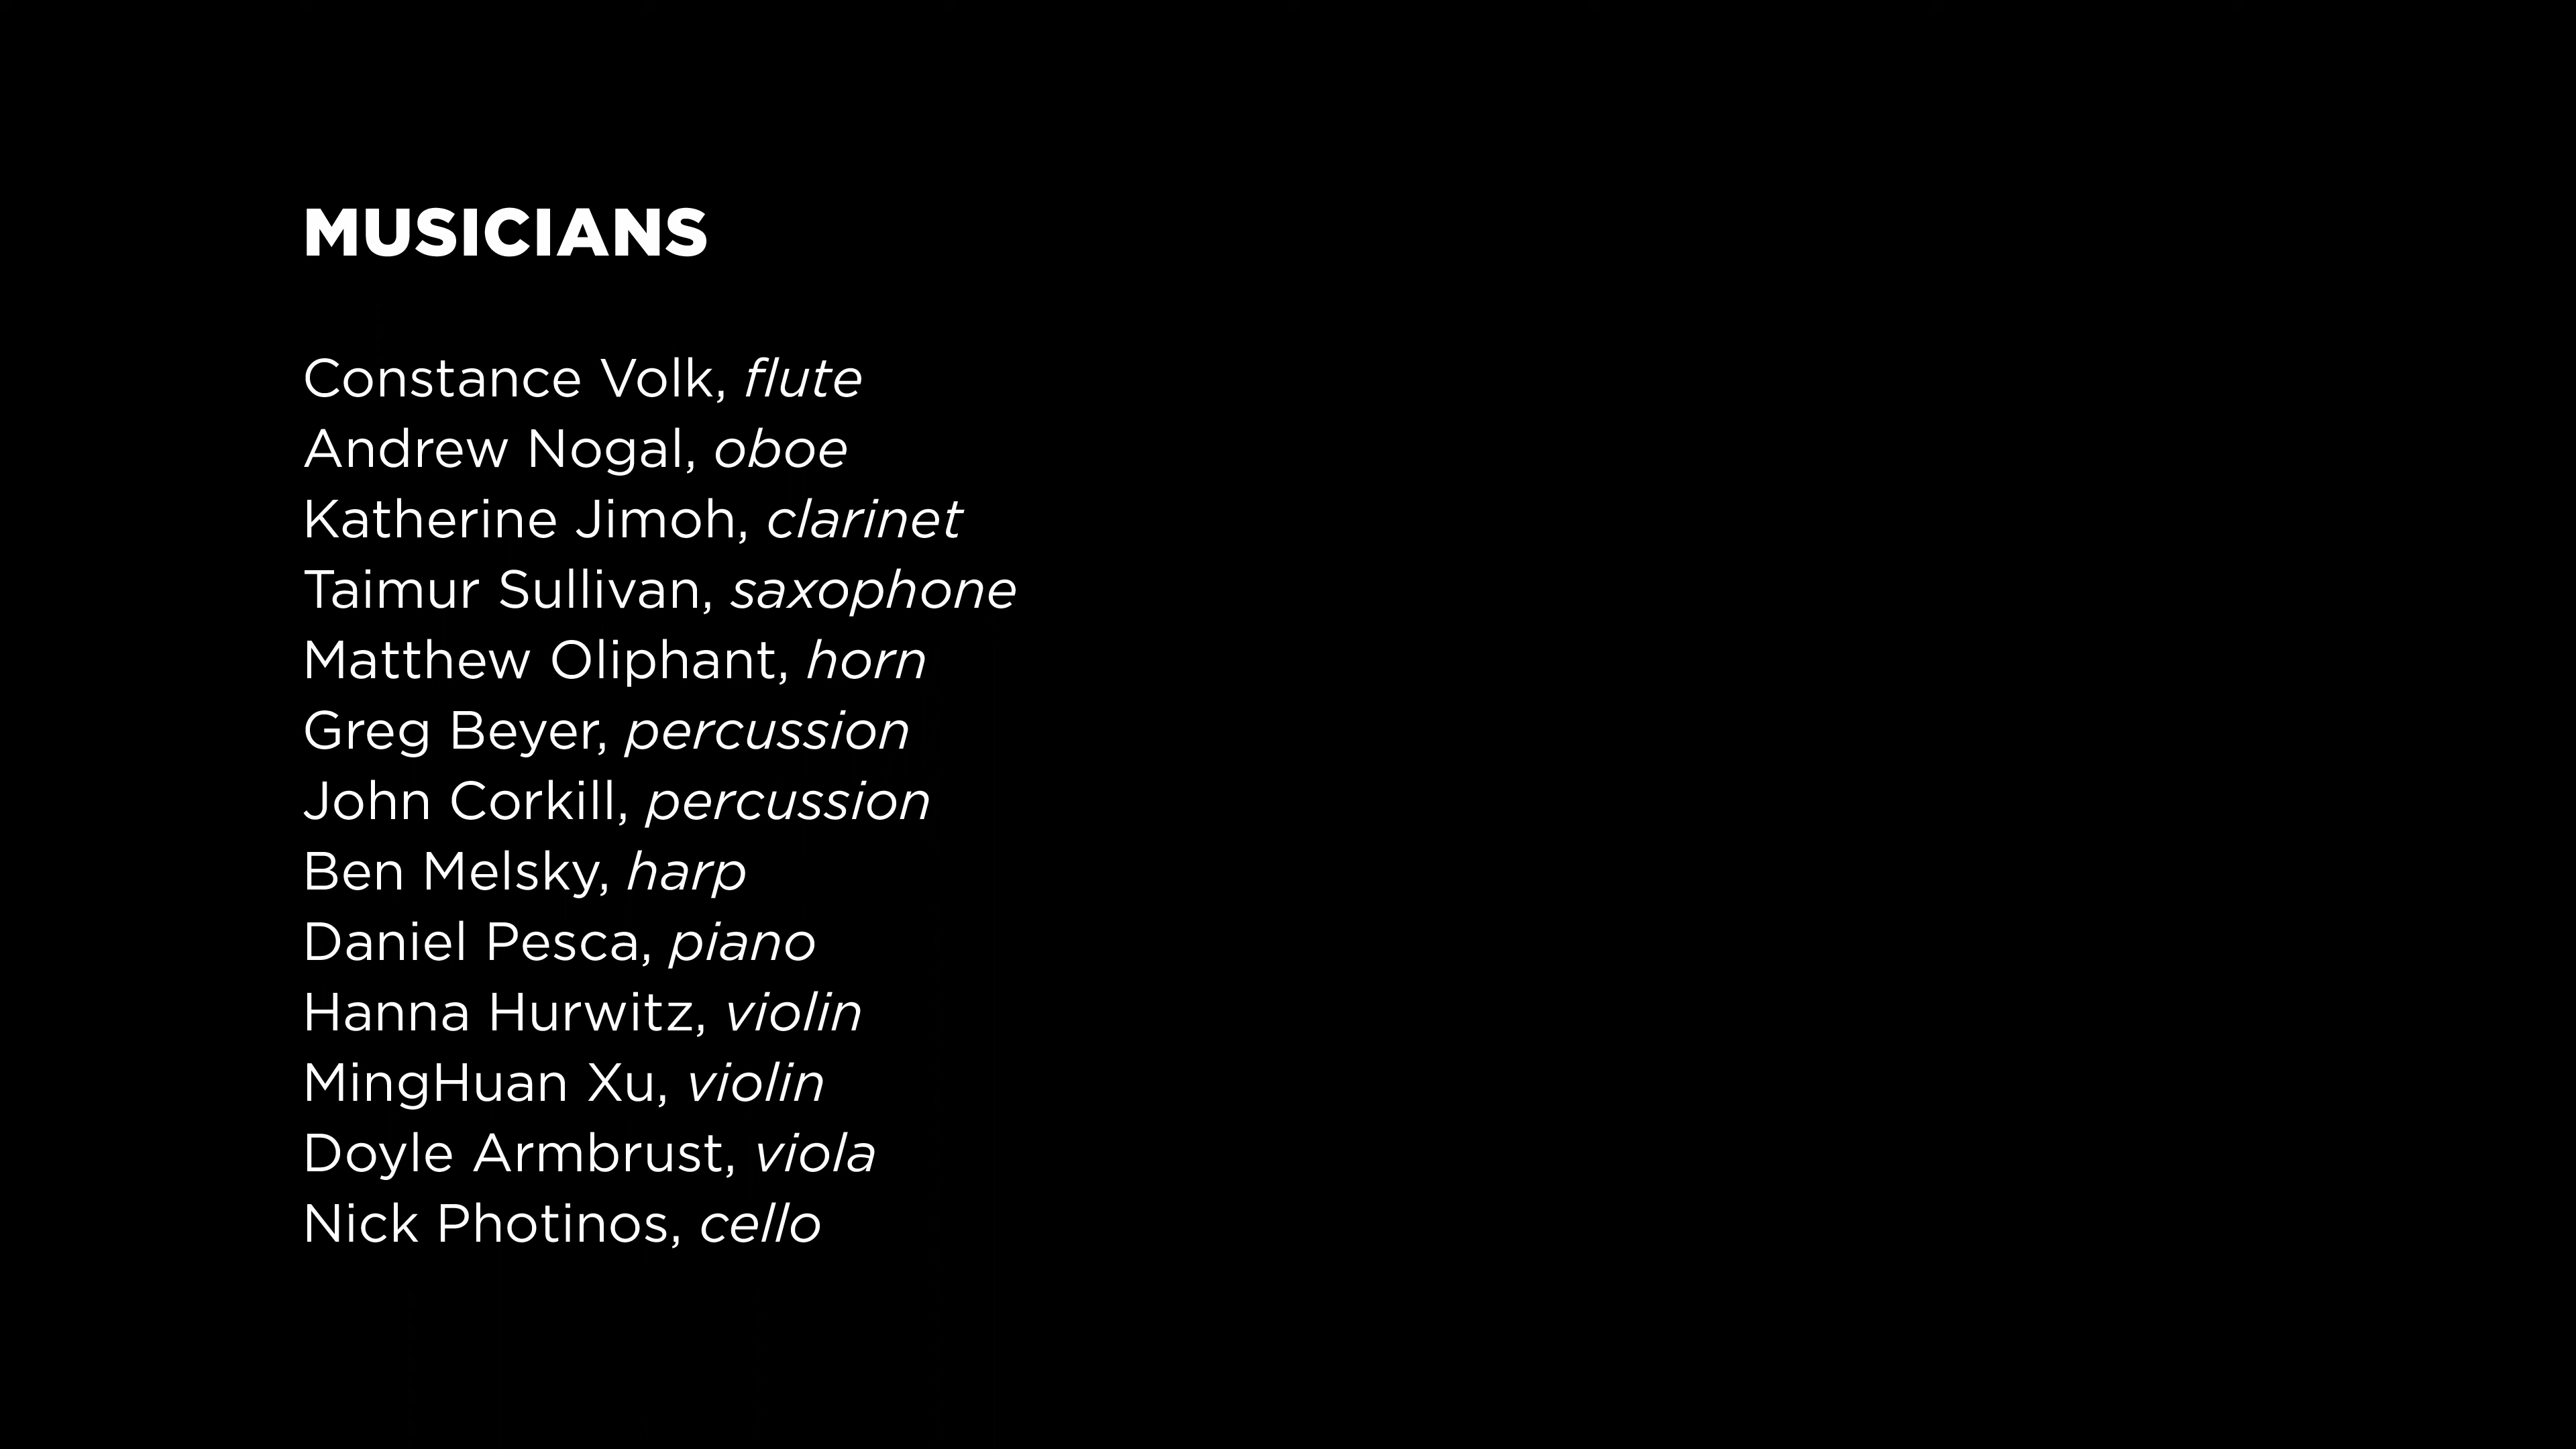 MUSICIANS
Constance Volk, flute
Andrew Nogal, oboe
Katherine Jimoh, clarinet
Taimur Sullivan, saxophone
Matthew Oliphant, horn
Greg Beyer, percussion
John Corkill, percussion
Ben Melsky, harp
Daniel Pesca, piano
Hanna Hurwitz, violin
MingHuan Xu, violin
Doyle Armbrust, viola
Nick Photinos, cello